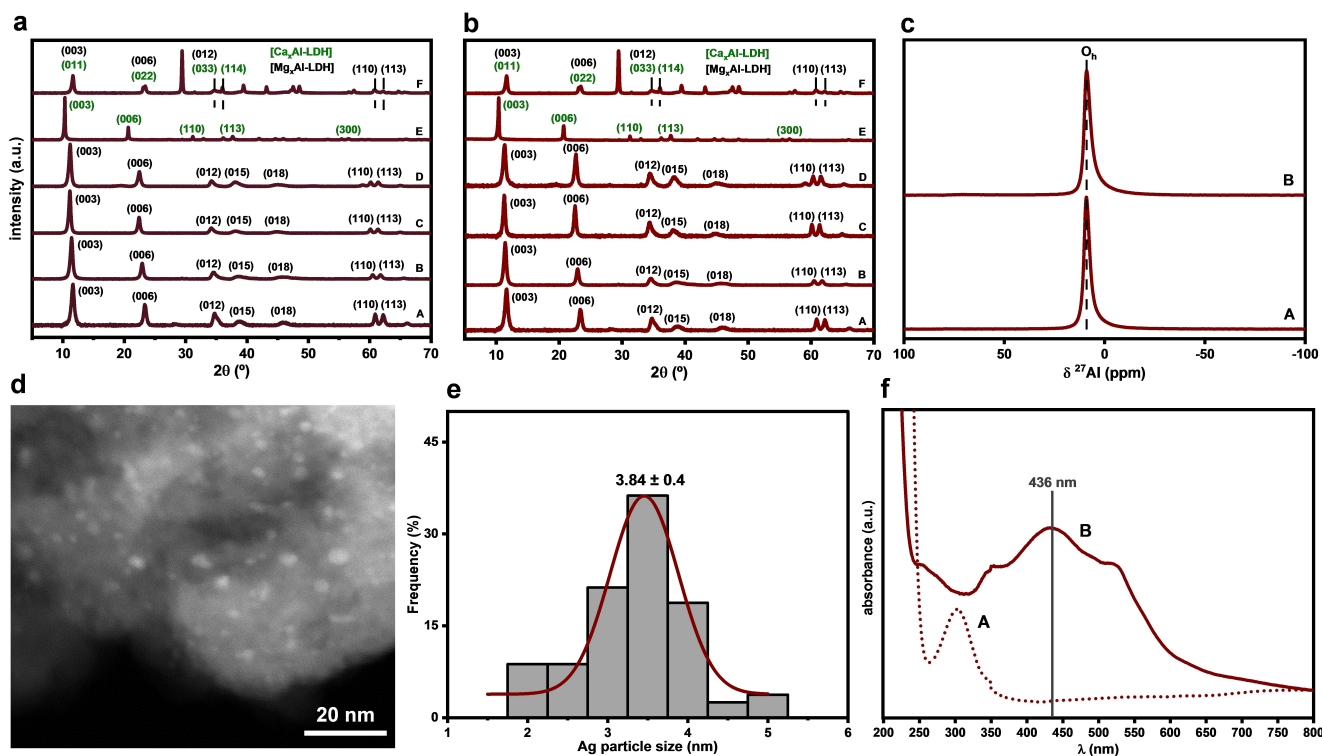 a
(003)
(011)
(006)
(022)
(012)
(033)
(114)
[CaₓAl-LDH]
[MgₓAl-LDH]
(110)
(113)
F
(003)
(006)
(110)
(113)
(300)
E
(003)
(006)
(012)
(015)
(018)
(110)
(113)
D
(003)
(006)
(012)
(015)
(018)
(110)
(113)
C
(003)
(006)
(012)
(015)
(018)
(110)
(113)
B
(003)
(006)
(012)
(015)
(018)
(110)
(113)
A
intensity (a.u.)
10 20 30 40 50 60 70
2θ (º)
b
(003)
(011)
(006)
(022)
(012)
(033)
(114)
[CaₓAl-LDH]
[MgₓAl-LDH]
(110)
(113)
F
(003)
(006)
(110)
(113)
(300)
E
(003)
(006)
(012)
(015)
(018)
(110)
(113)
D
(003)
(006)
(012)
(015)
(018)
(110)
(113)
C
(003)
(006)
(012)
(015)
(018)
(110)
(113)
B
(003)
(006)
(012)
(015)
(018)
(110)
(113)
A
10 20 30 40 50 60 70
2θ (º)
c
Oₕ
B
A
100 50 0 -50 -100
δ ²⁷Al (ppm)
d
20 nm
e
3.84 ± 0.4
Frequency (%)
45
30
15
0
1 2 3 4 5 6
Ag particle size (nm)
f
436 nm
B
A
absorbance (a.u.)
200 250 300 350 400 450 500 550 600 650 700 750 800
λ (nm)